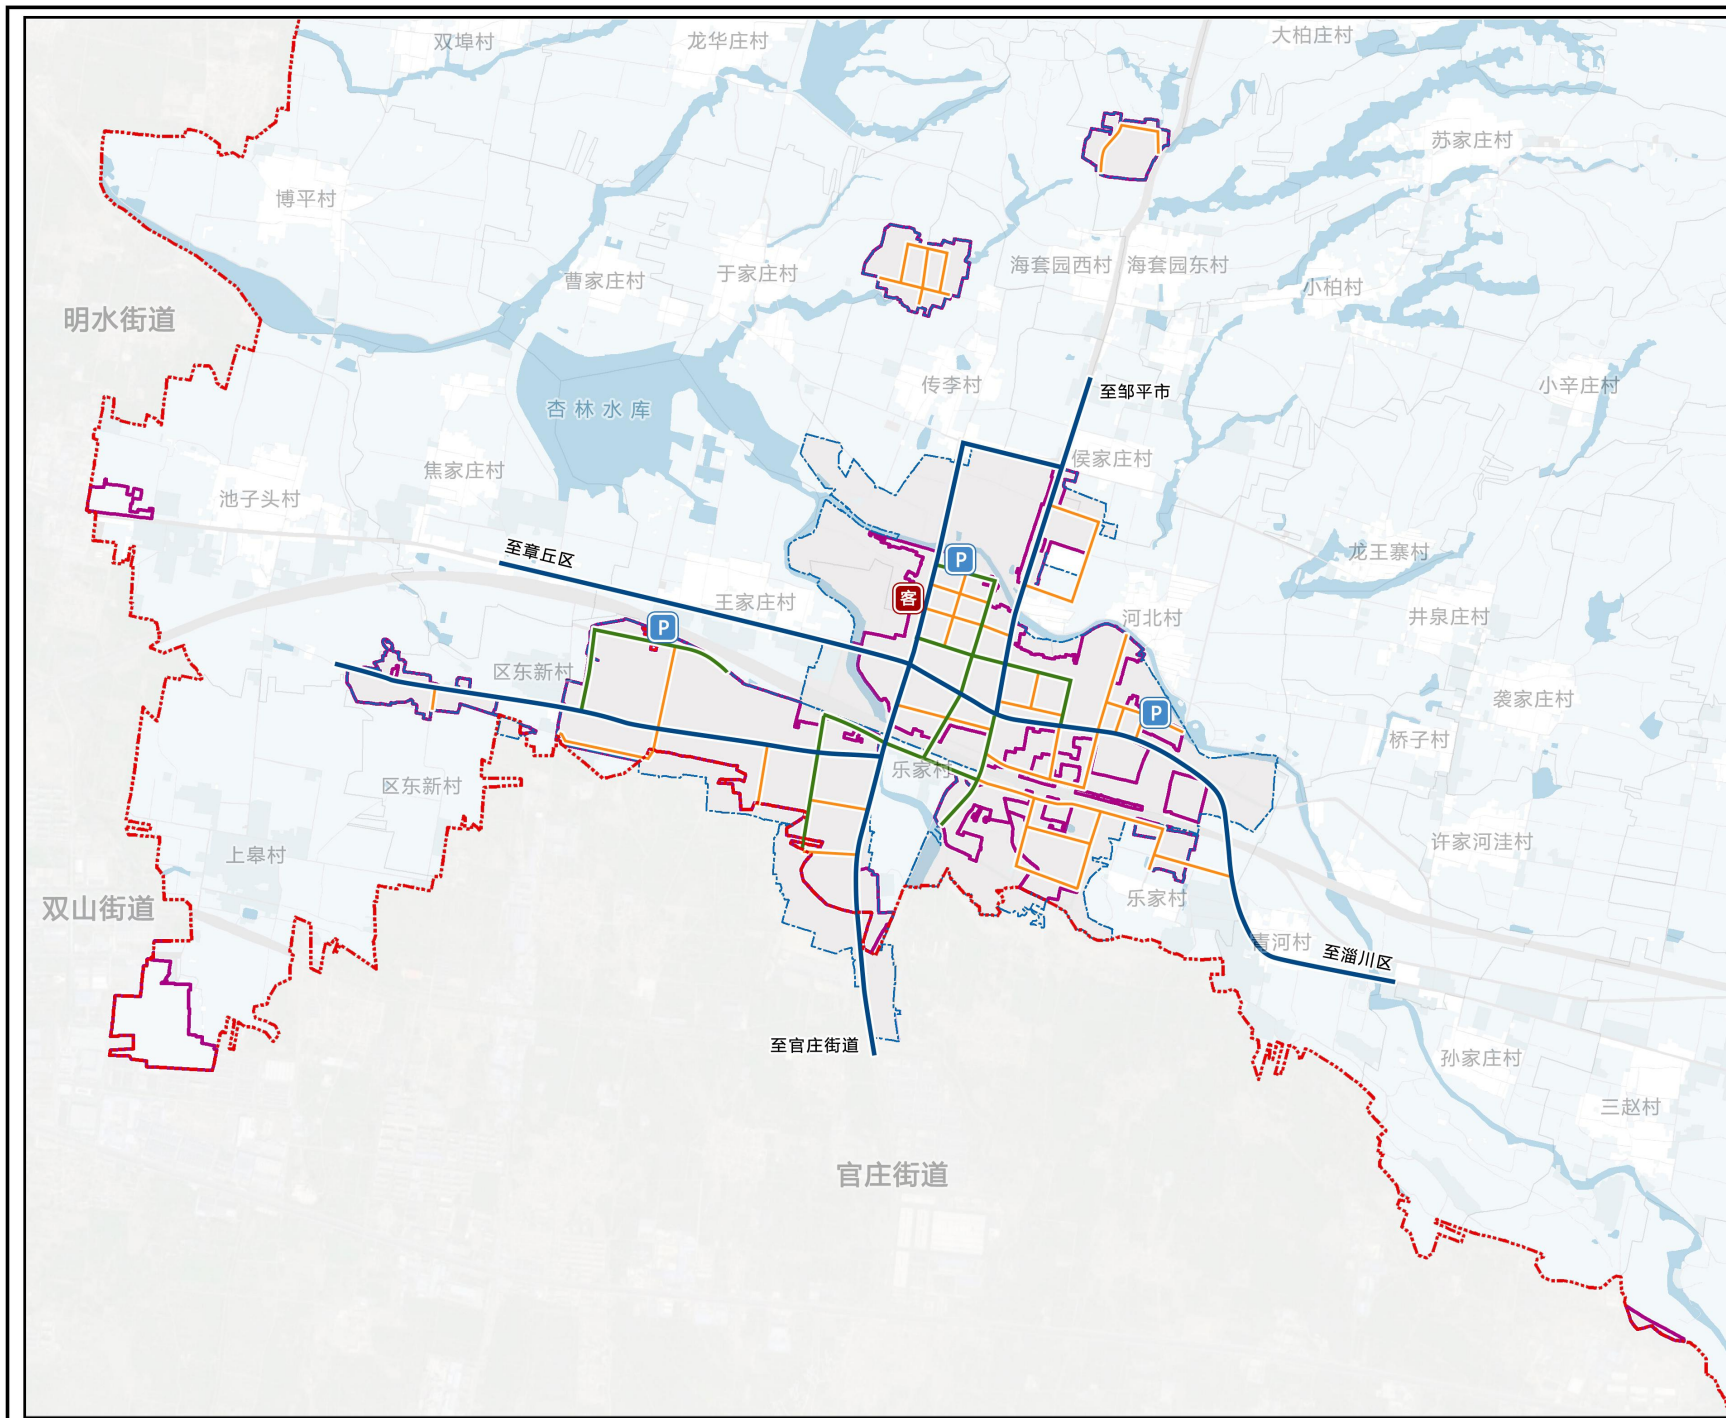 双埠村
龙华庄村
大柏庄村
苏家庄村
博平村
海套园西村
海套园东村
于家庄村
曹家庄村
小柏村
明水街道
传李村
小辛庄村
至邹平市
杏林水库
侯家庄村
焦家庄村
池子头村
至章丘区
龙王寨村
P
客
王家庄村
河北村
井泉庄村
P
区东新村
袭家庄村
P
桥子村
乐家村
区东新村
许家河洼村
上皋村
乐家村
双山街道
青河村
至淄川区
至官庄街道
孙家庄村
三赵村
官庄街道